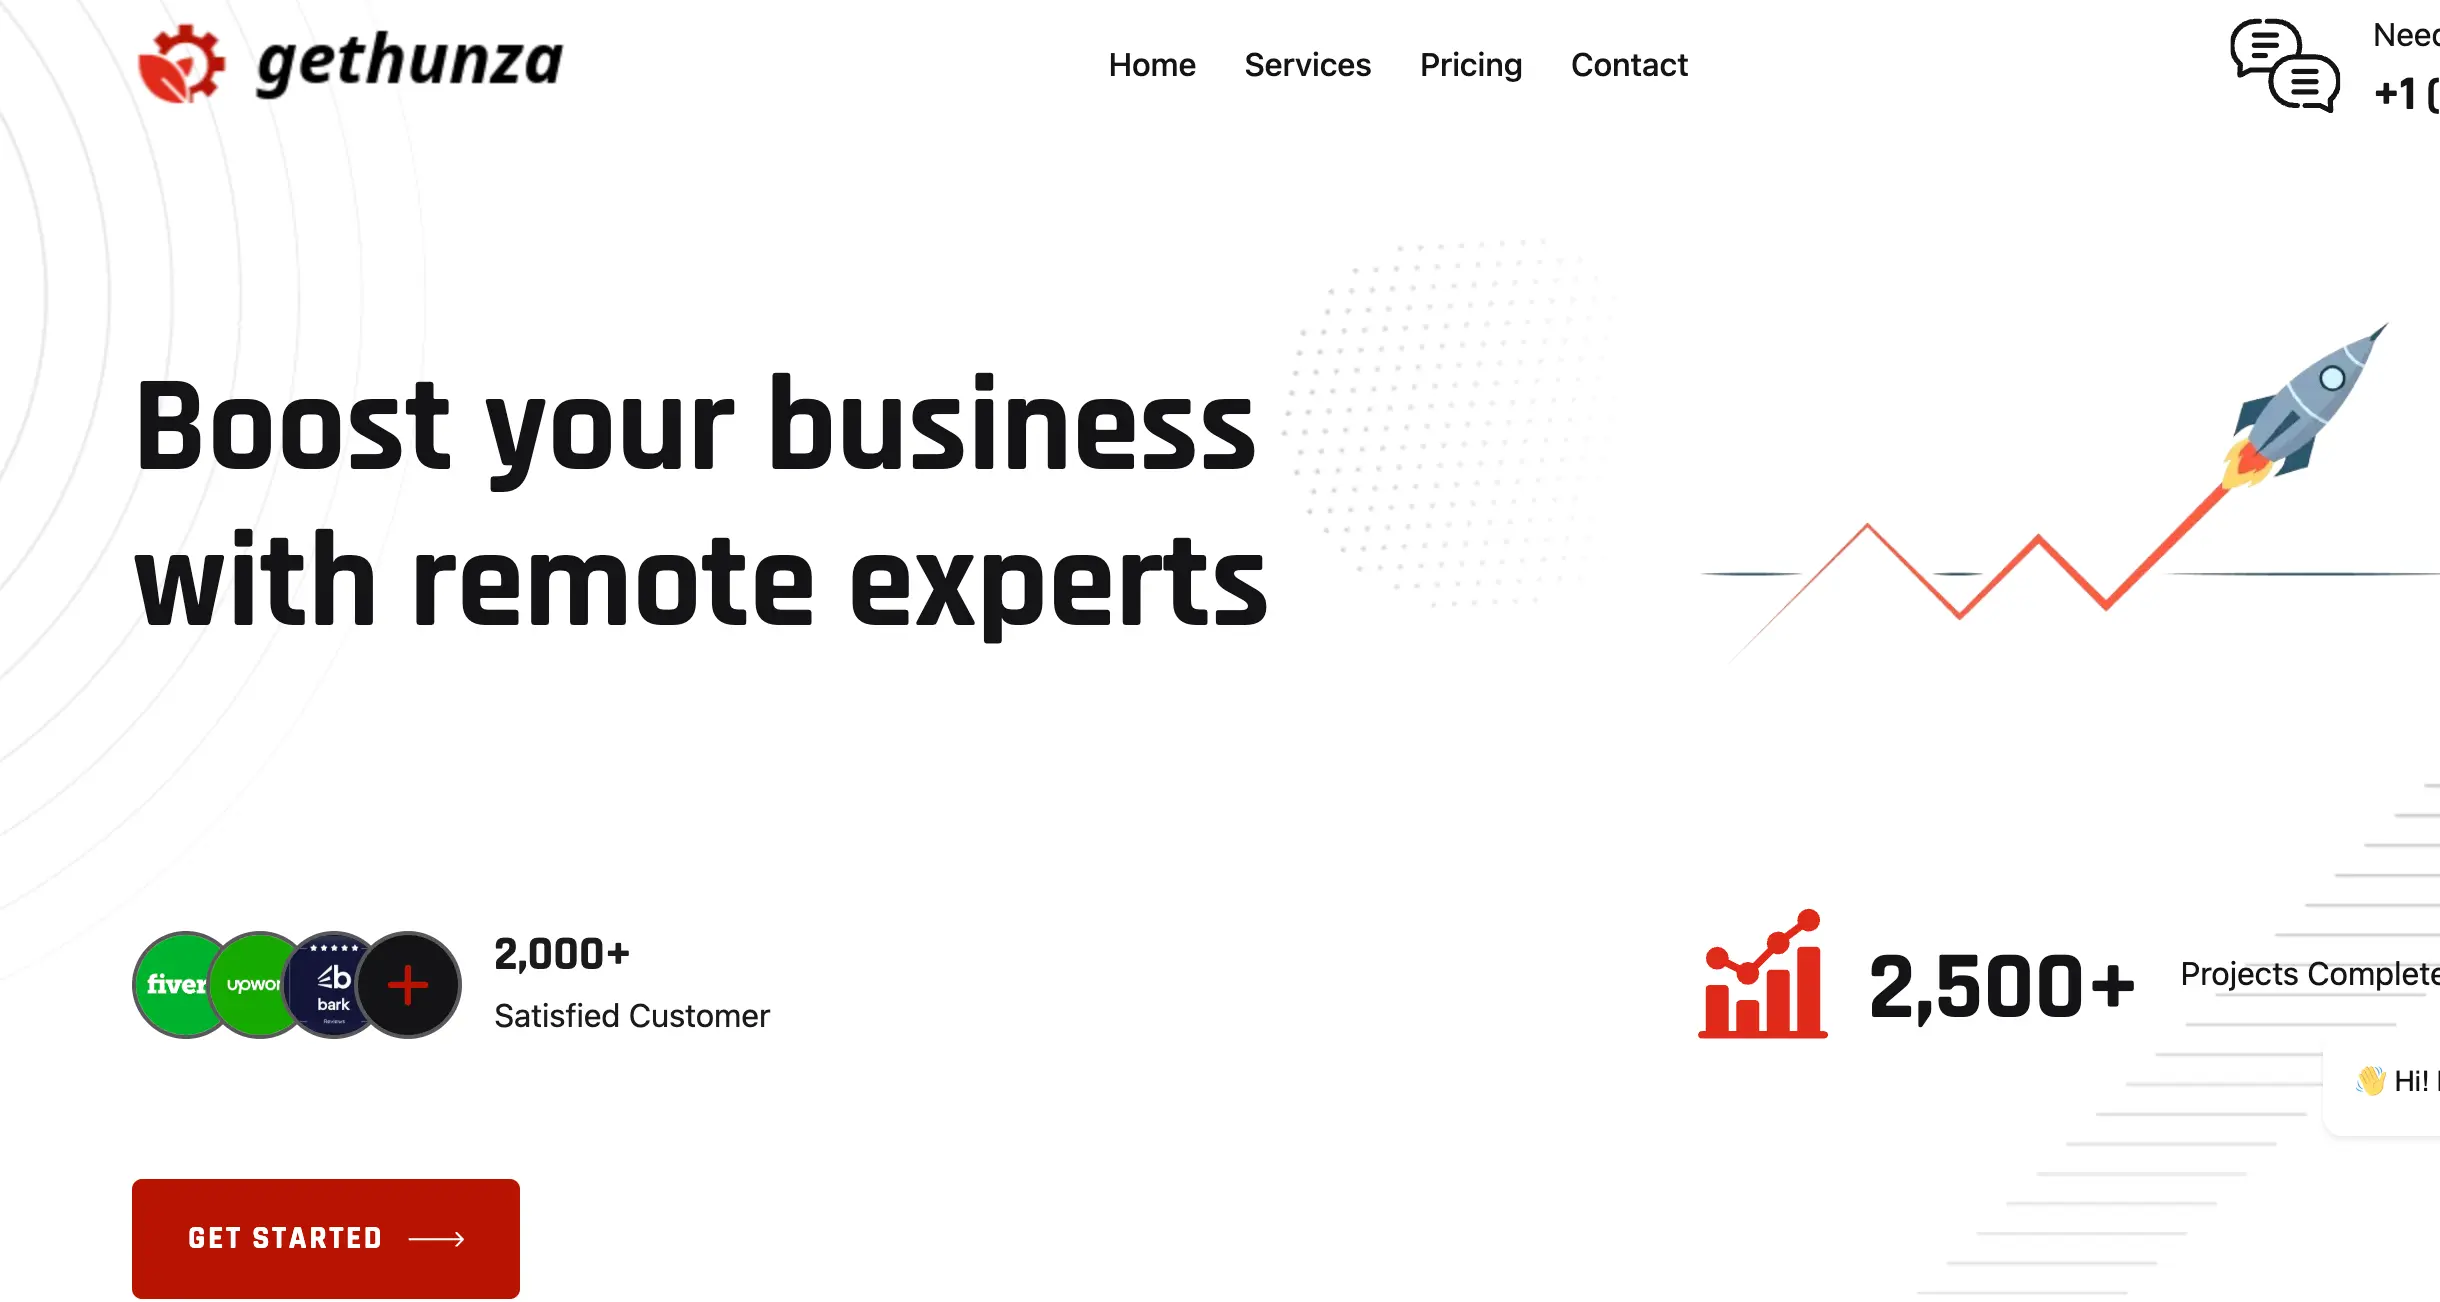 gethunza
Home
Services
Pricing
Contact
+1 (
Boost your business
with remote experts
fiver
upwor
bark
Reviews
2,000+
Satisfied Customer
2,500+
Projects Complete
👋 Hi!
GET STARTED